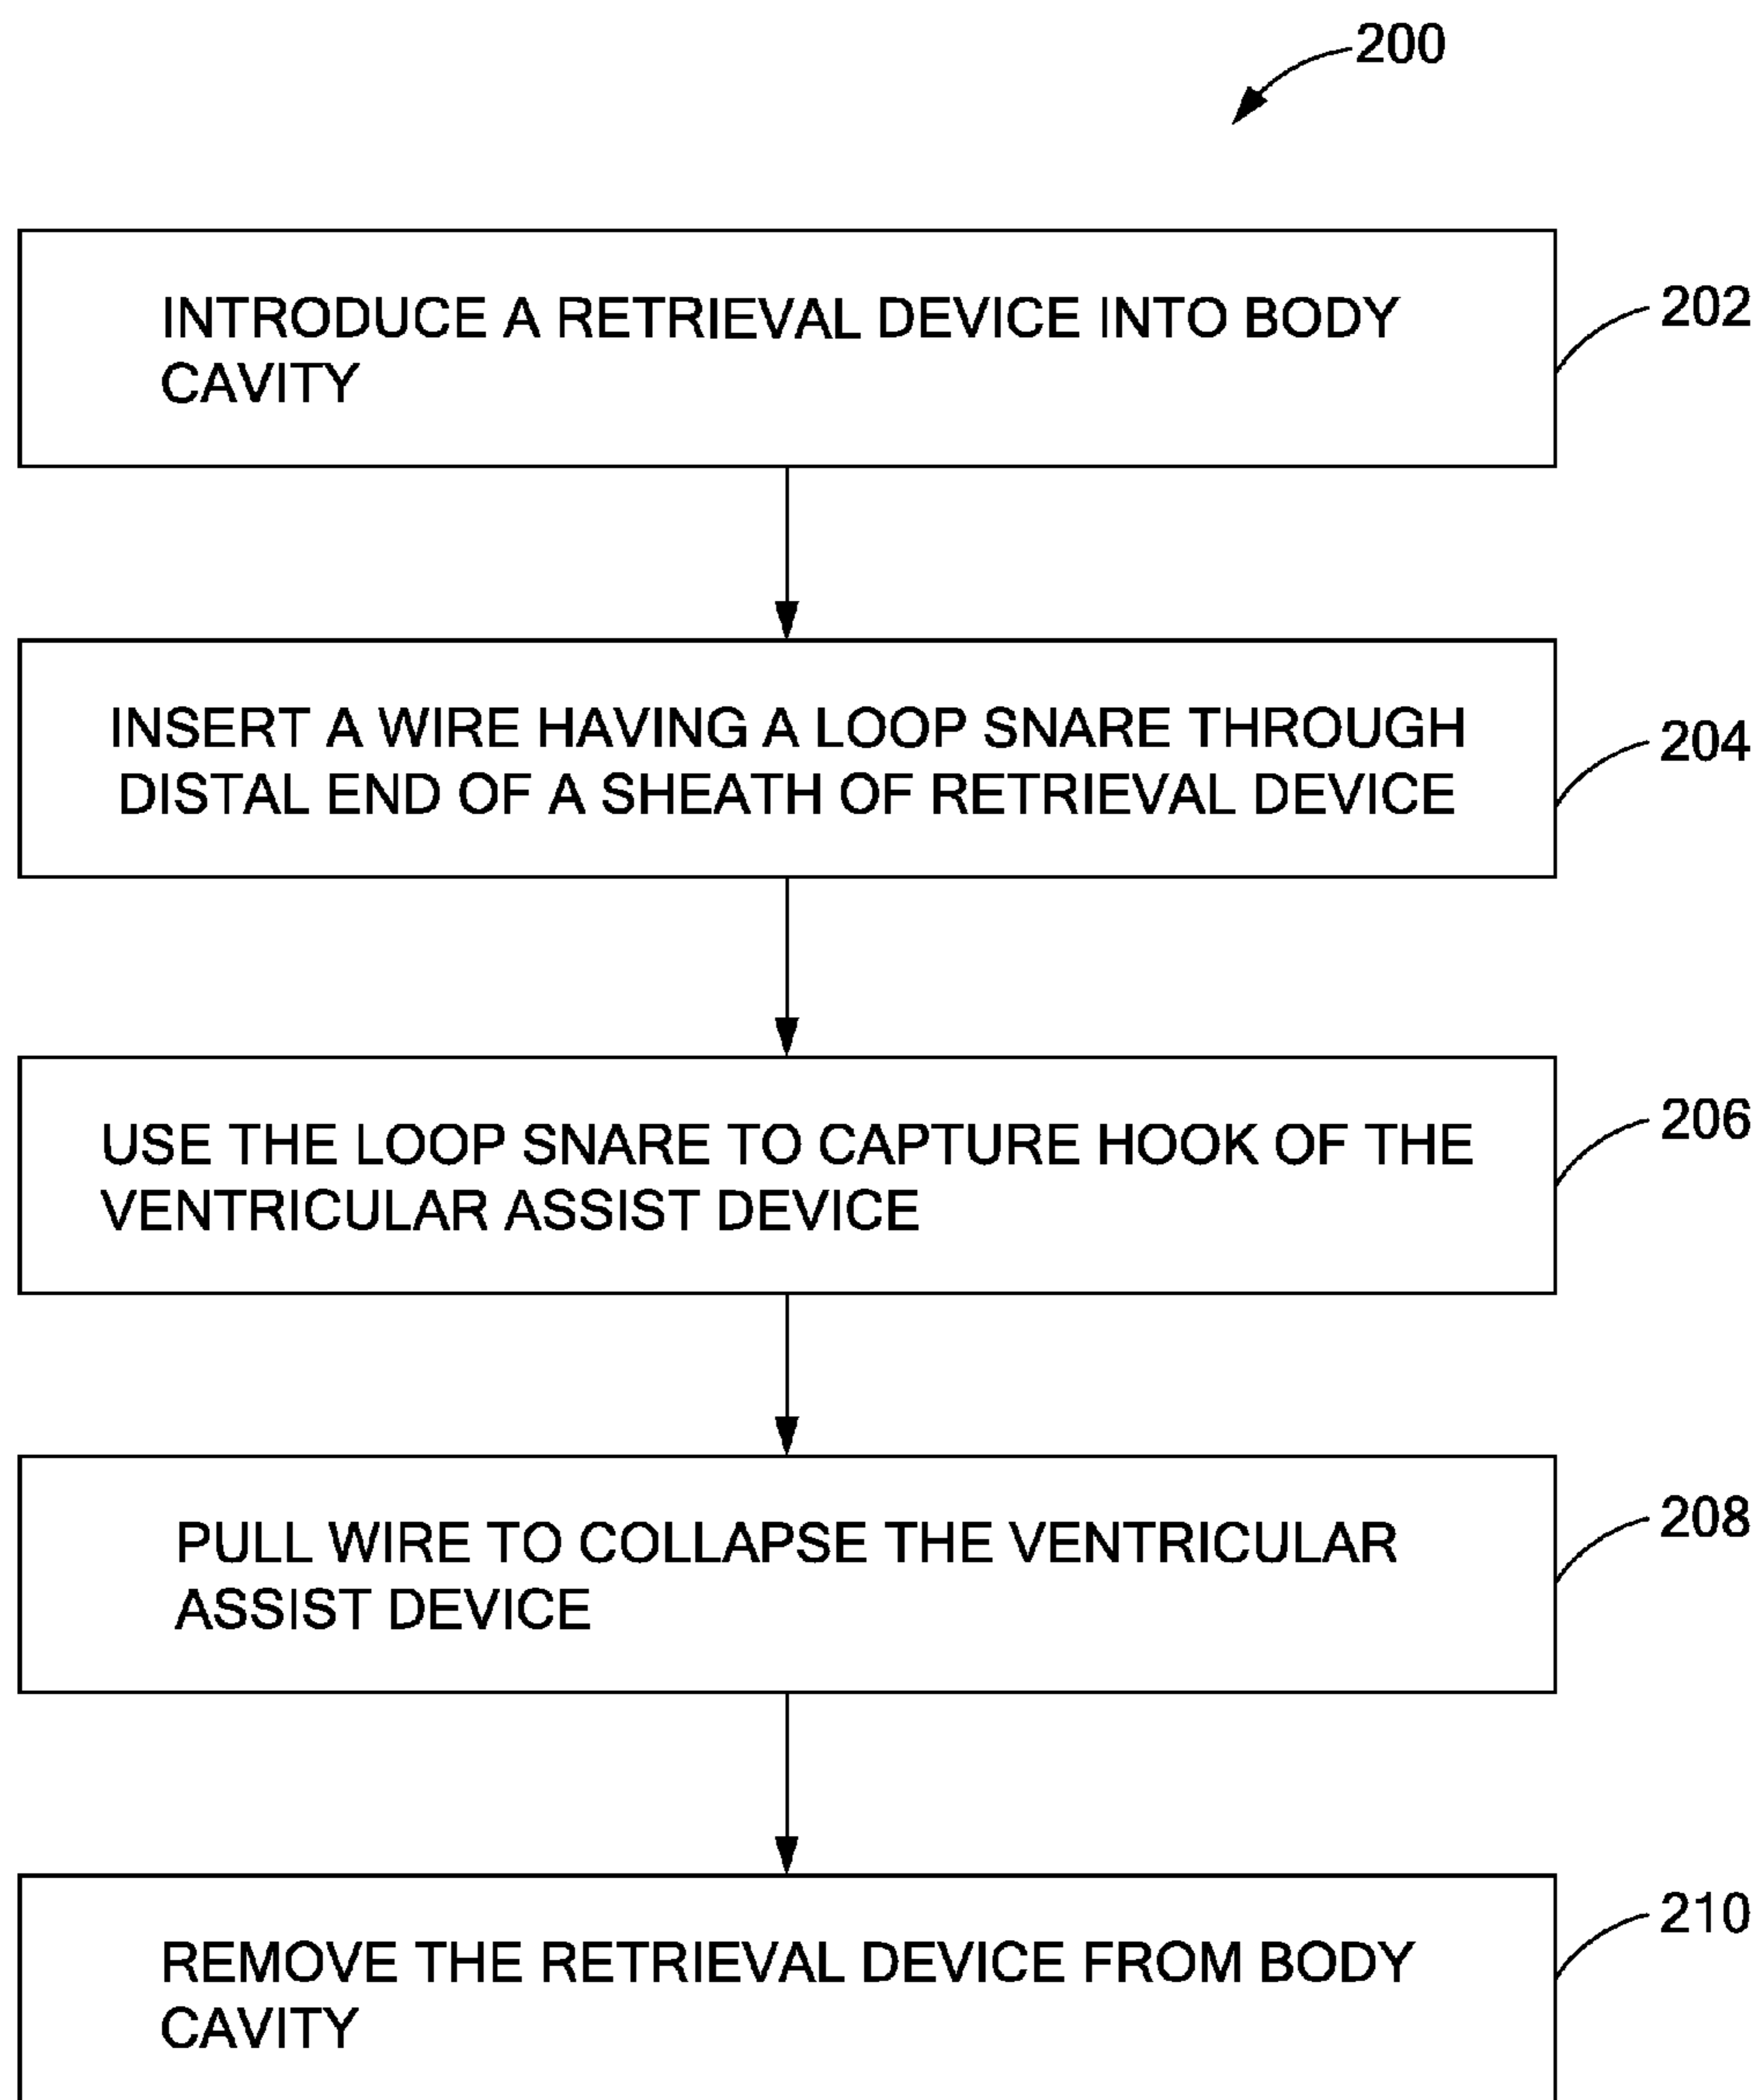 200
INTRODUCE A RETRIEVAL DEVICE INTO BODY
CAVITY
202
INSERT A WIRE HAVING A LOOP SNARE THROUGH
DISTAL END OF A SHEATH OF RETRIEVAL DEVICE
204
USE THE LOOP SNARE TO CAPTURE HOOK OF THE
VENTRICULAR ASSIST DEVICE
206
PULL WIRE TO COLLAPSE THE VENTRICULAR
ASSIST DEVICE
208
REMOVE THE RETRIEVAL DEVICE FROM BODY
CAVITY
210